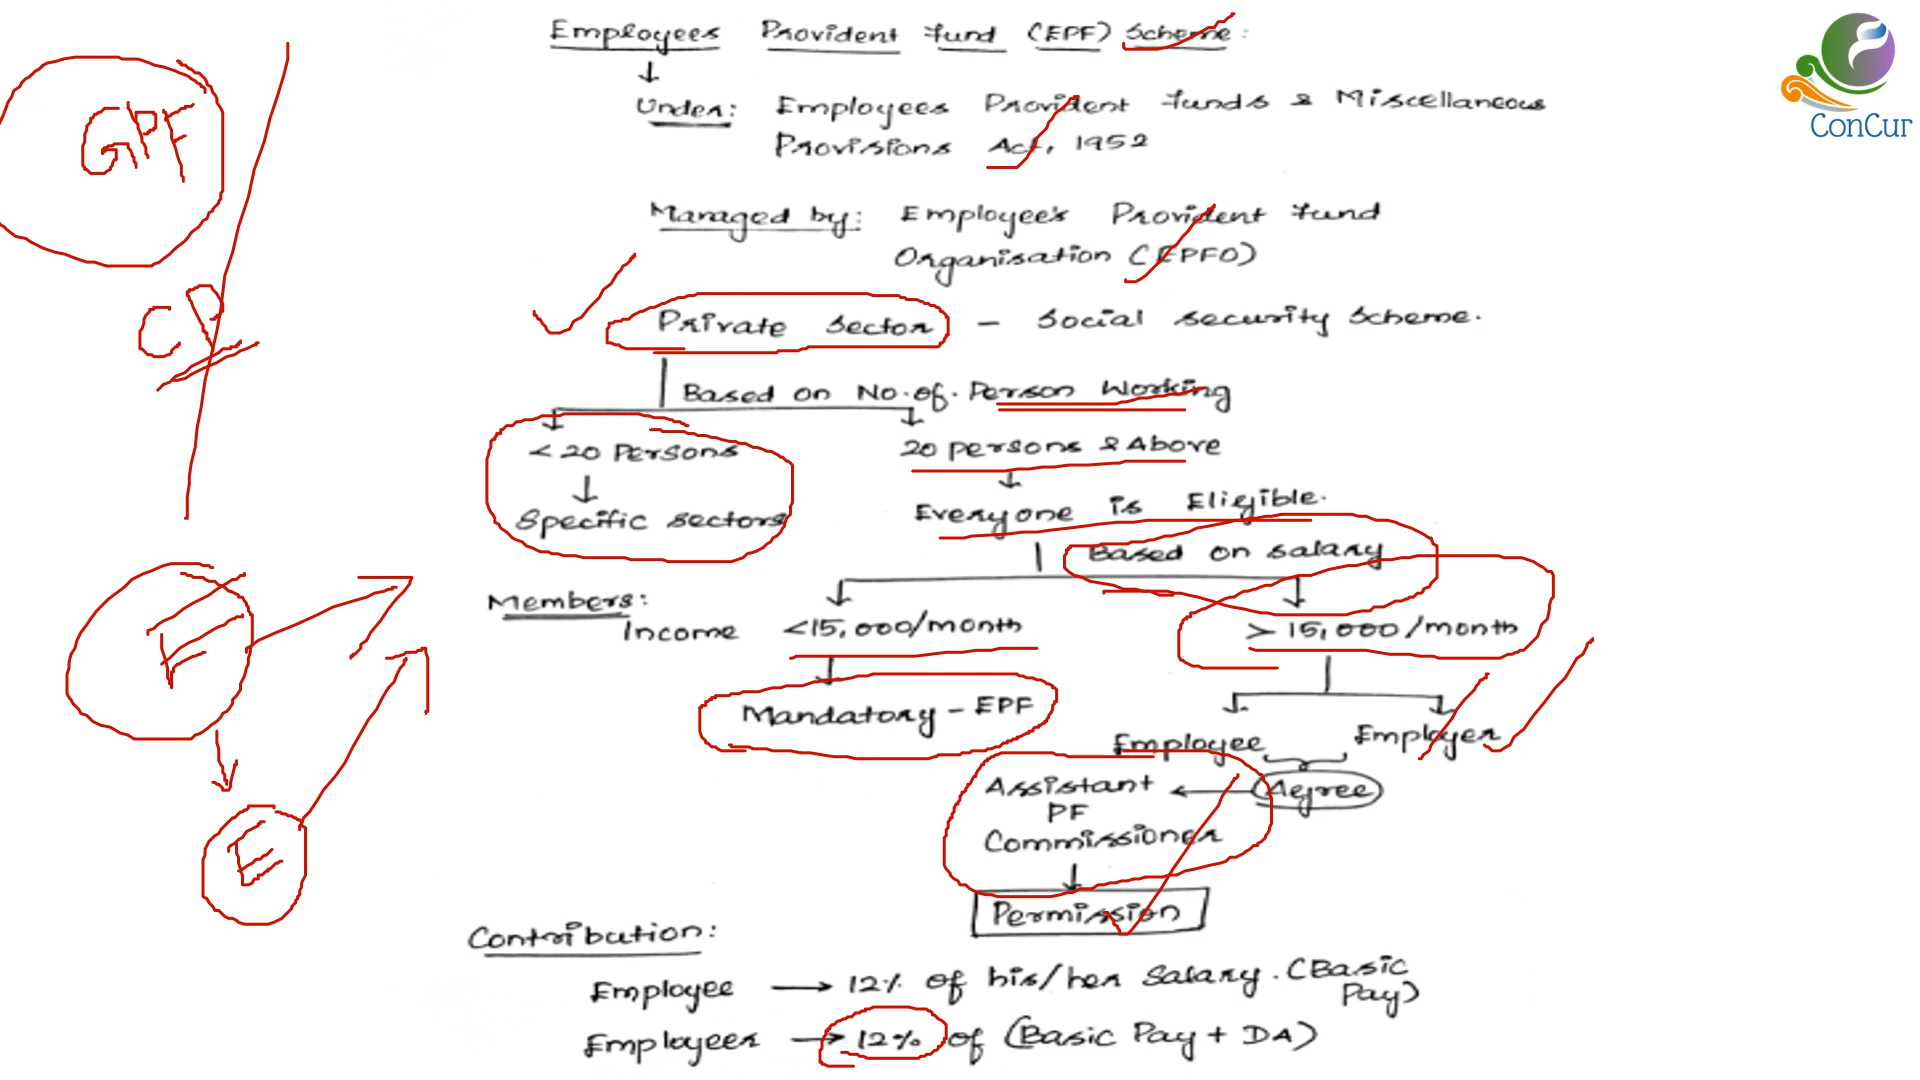 Employees Provident fund (EPF) Scheme:
Under: Employees Provident funds & Miscellaneous
Provisions Act, 1952
Managed by: Employee's Provident fund
Organisation (EPFO)
Private Sector - Social security Scheme.
Based on No. of. Person Working
<20 Persons
20 persons & Above
Specific sectors
Everyone is Eligible.
Based on salary
Members:
Income <15,000/month
> 15,000/month
Mandatory - EPF
Employee
Employer
Agree
Assistant
PF
Commissioner
Permission
Contribution:
Employee → 12% of his/her Salary. (Basic
Pay)
Employer → 12% of (Basic Pay + DA)
GPF
CP
E
ConCur